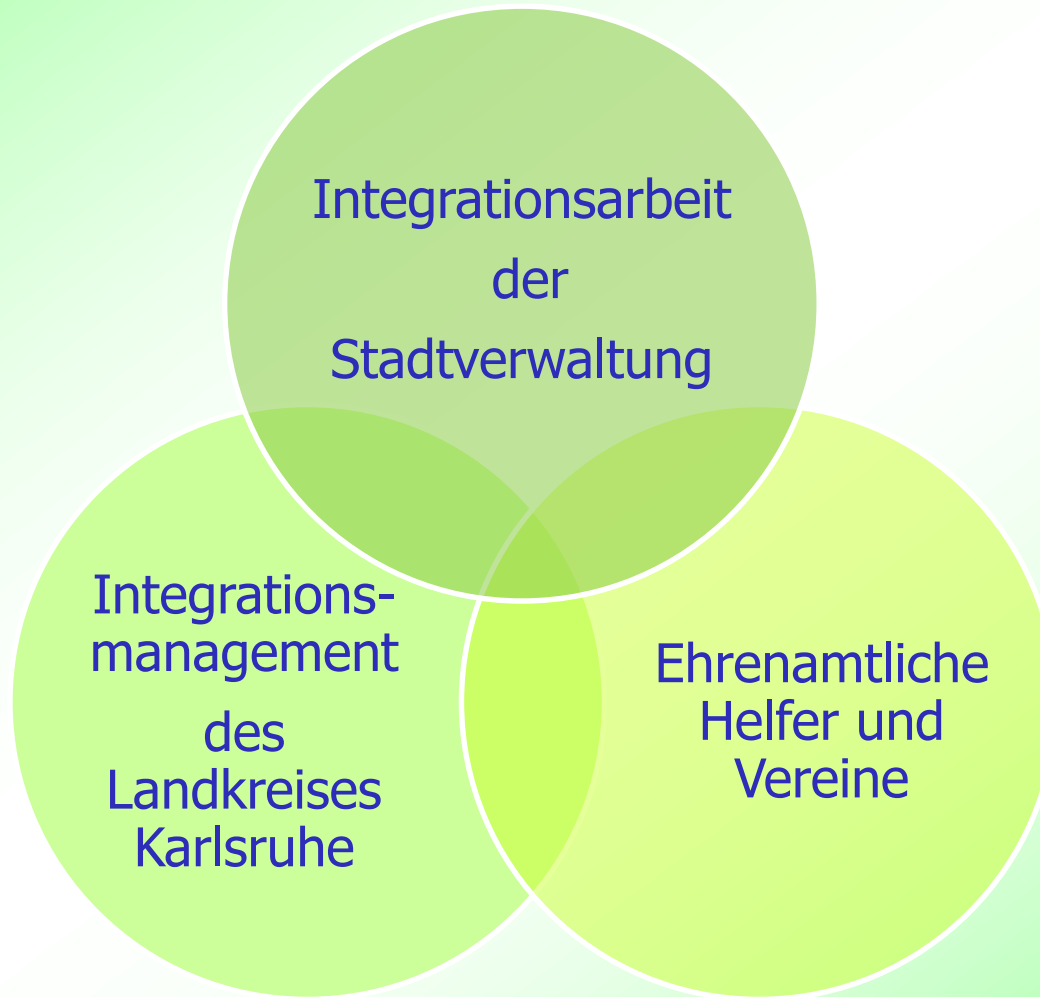 Integrationsarbeit
der
Stadtverwaltung
Integrations-
management
des
Landkreises
Karlsruhe
Ehrenamtliche
Helfer und
Vereine